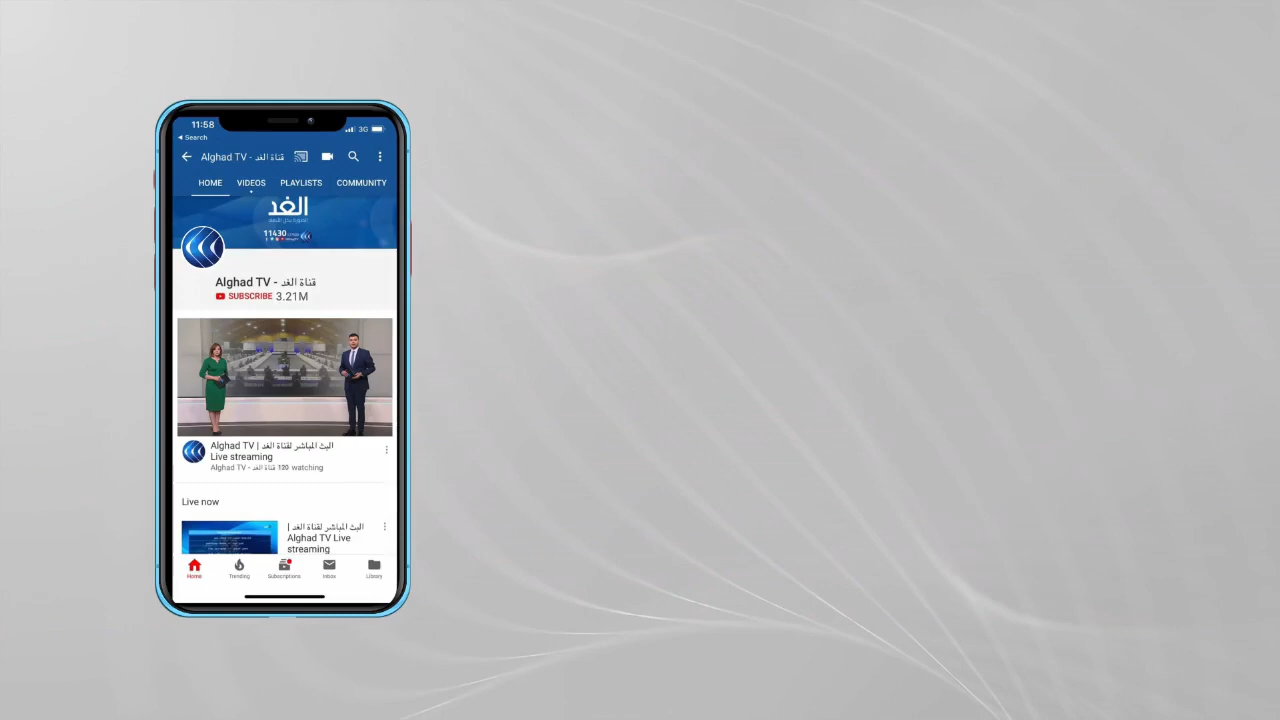 11:58
3G
Search
Alghad TV - قناة الغد
HOME VIDEOS PLAYLISTS COMMUNITY
الغد
11430
Alghad TV - قناة الغد
SUBSCRIBE 3.21M
Alghad TV | البث المباشر لقناة الغد
Live streaming
Alghad TV - قناة الغد 120 watching
Live now
البث المباشر لقناة الغد |
Alghad TV Live
streaming
Home Trending Subscriptions Inbox Library